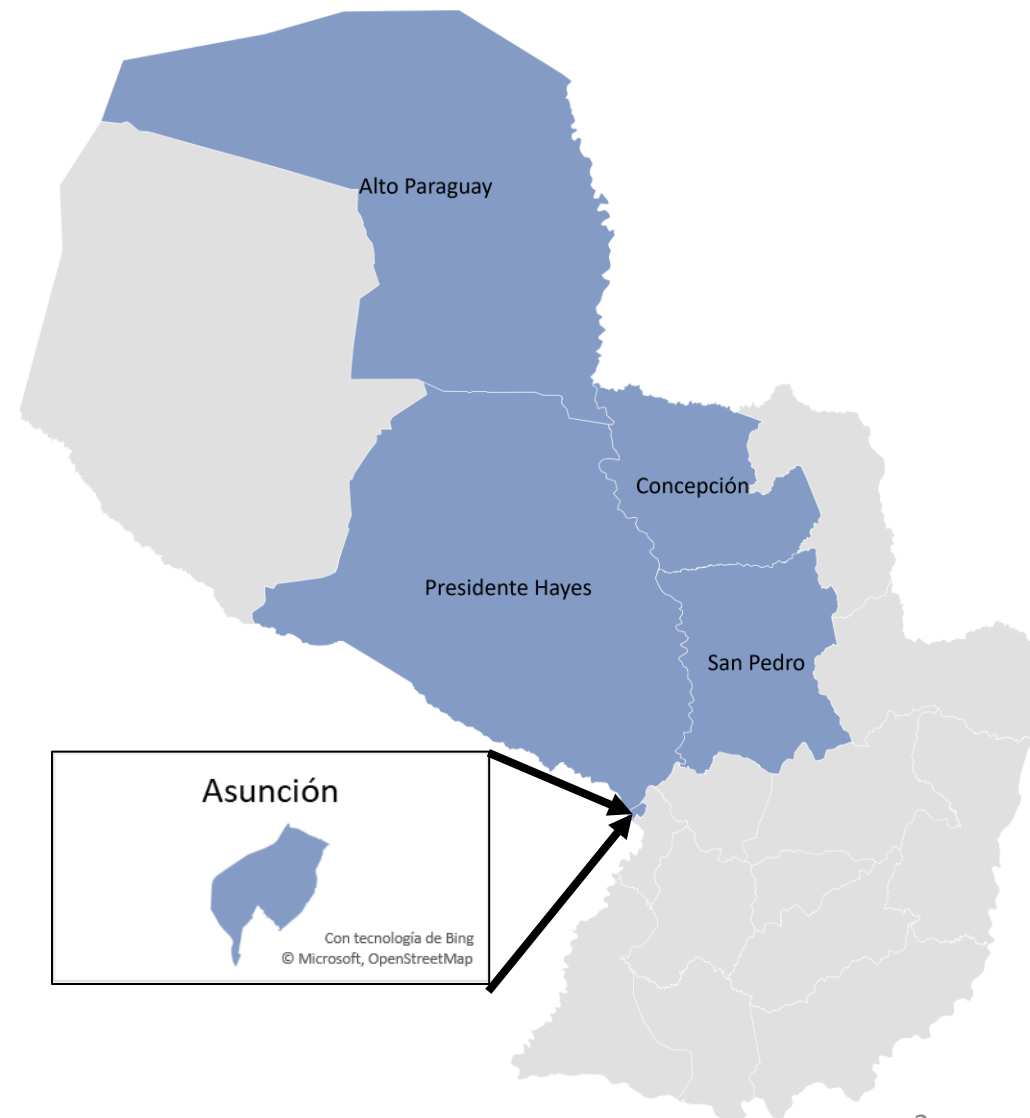 Alto Paraguay
Concepción
Presidente Hayes
San Pedro
Asunción
Con tecnología de Bing
© Microsoft, OpenStreetMap